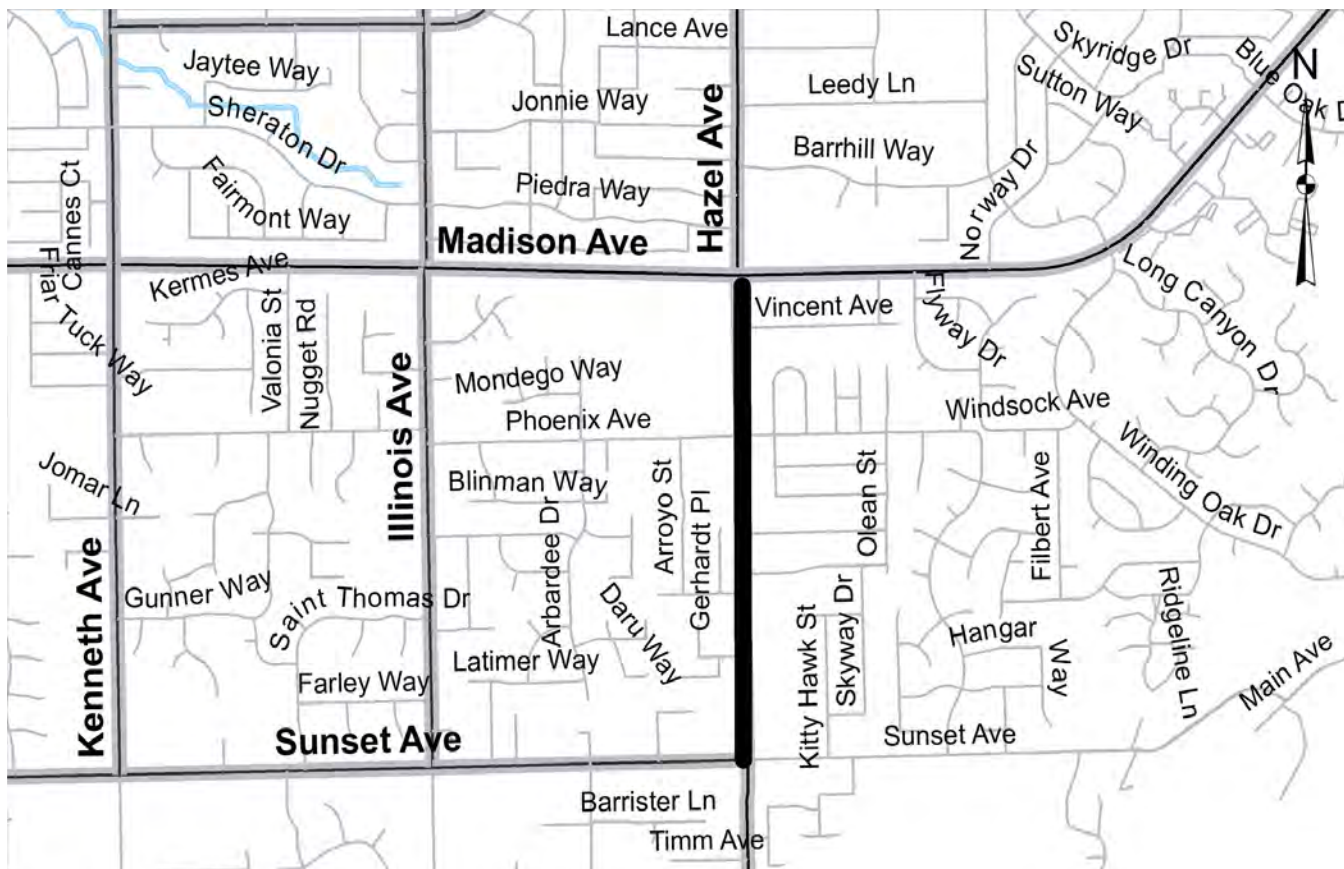 Lance Ave
Skyridge Dr
Blue Oak D
N
Jaytee Way
Leedy Ln
Sutton Way
Jonnie Way
Sheraton Dr
Hazel Ave
Barrhill Way
Cannes Ct
Fairmont Way
Piedra Way
Norway Dr
Madison Ave
Kermes Ave
Long Canyon Dr
Friar Tuck Way
Valonia St
Nugget Rd
Vincent Ave
Flyway Dr
Illinois Ave
Mondego Way
Phoenix Ave
Windsock Ave
Winding Oak Dr
Jomar Ln
Blinman Way
Arroyo St
Gerhardt Pl
Olean St
Filbert Ave
Kenneth Ave
Gunner Way
Saint Thomas Dr
Arbardee Dr
Daru Way
Kitty Hawk St
Skyway Dr
Hangar Way
Ridgeline Ln
Latimer Way
Farley Way
Main Ave
Sunset Ave
Sunset Ave
Barrister Ln
Timm Ave